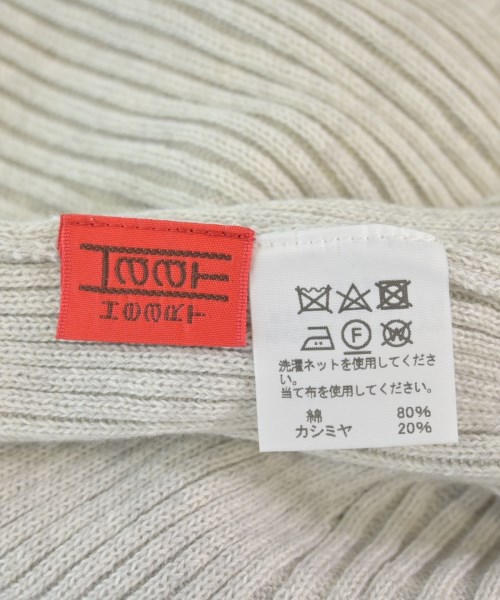 F
W
洗濯ネットを使用してくださ
い。
当て布を使用してください。
綿 80%
カシミヤ 20%